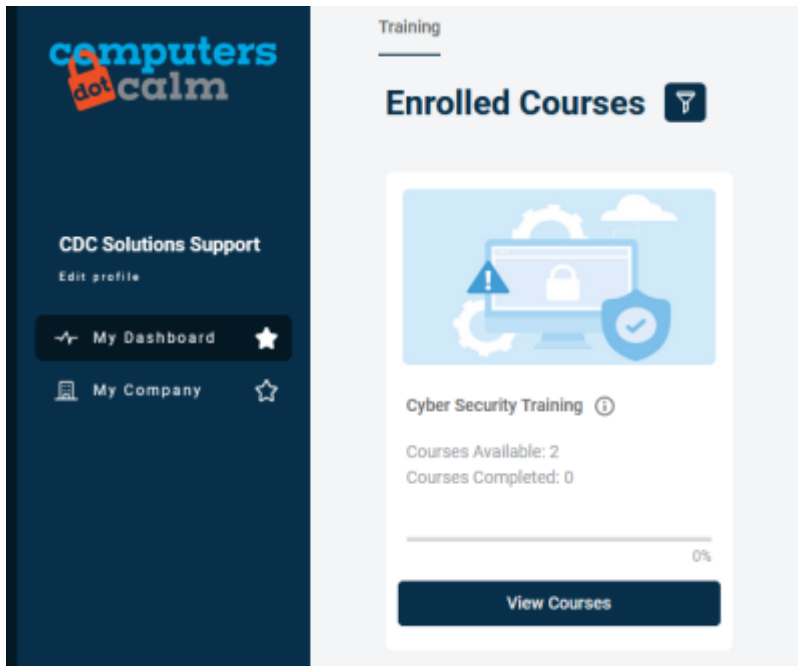 computers
dot calm
CDC Solutions Support
Edit profile
My Dashboard
My Company
Training
Enrolled Courses
Cyber Security Training
Courses Available: 2
Courses Completed: 0
0%
View Courses